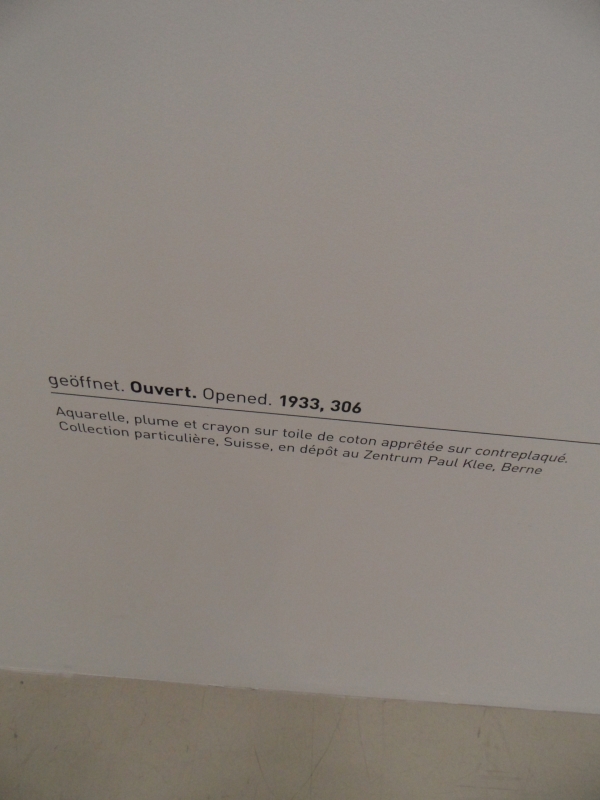 geöffnet. Ouvert. Opened. 1933, 306
Aquarelle, plume et crayon sur toile de coton apprêtée sur contreplaqué.
Collection particulière, Suisse, en dépôt au Zentrum Paul Klee, Berne